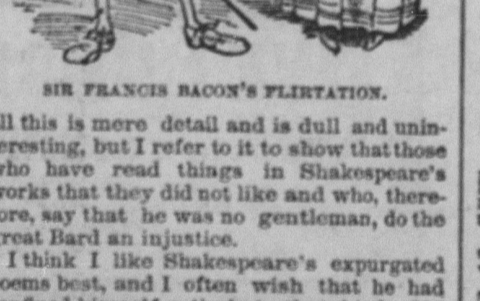 SIR FRANCIS BACON'S FLIRTATION.
ll this is mere detail and is dull and unin-
eresting, but I refer to it to show that those
who have read things in Shakespeare's
works that they did not like and who, there-
ore, say that he was no gentleman, do the
reat Bard an injustice.
I think I like Shakespeare's expurgated
oems best, and I often wish that he had